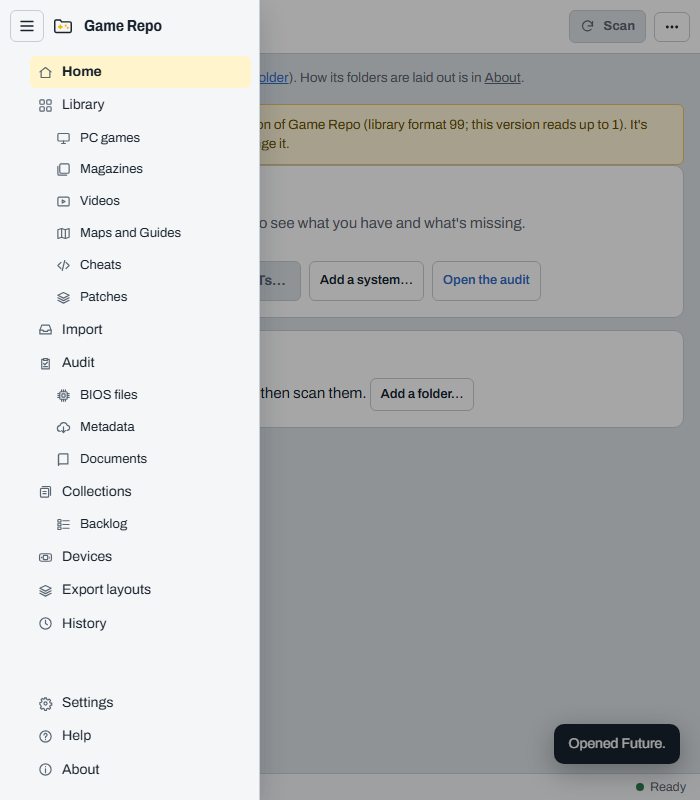 Game Repo
Scan
Home
older). How its folders are laid out is in About.
Library
on of Game Repo (library format 99; this version reads up to 1). It's
ge it.
PC games
Magazines
Videos
o see what you have and what's missing.
Maps and Guides
Cheats
Ts...
Add a system...
Open the audit
Patches
Import
Audit
BIOS files
then scan them.
Add a folder...
Metadata
Documents
Collections
Backlog
Devices
Export layouts
History
Settings
Help
Opened Future.
About
Ready